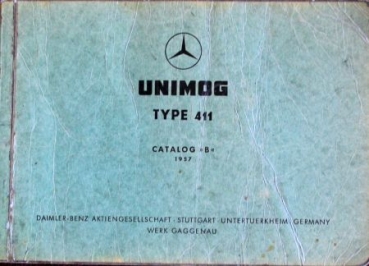 UNIMOG
TYPE 411
CATALOG »B«
1957
DAIMLER-BENZ AKTIENGESELLSCHAFT · STUTTGART-UNTERTUERKHEIM · GERMANY
WERK GAGGENAU